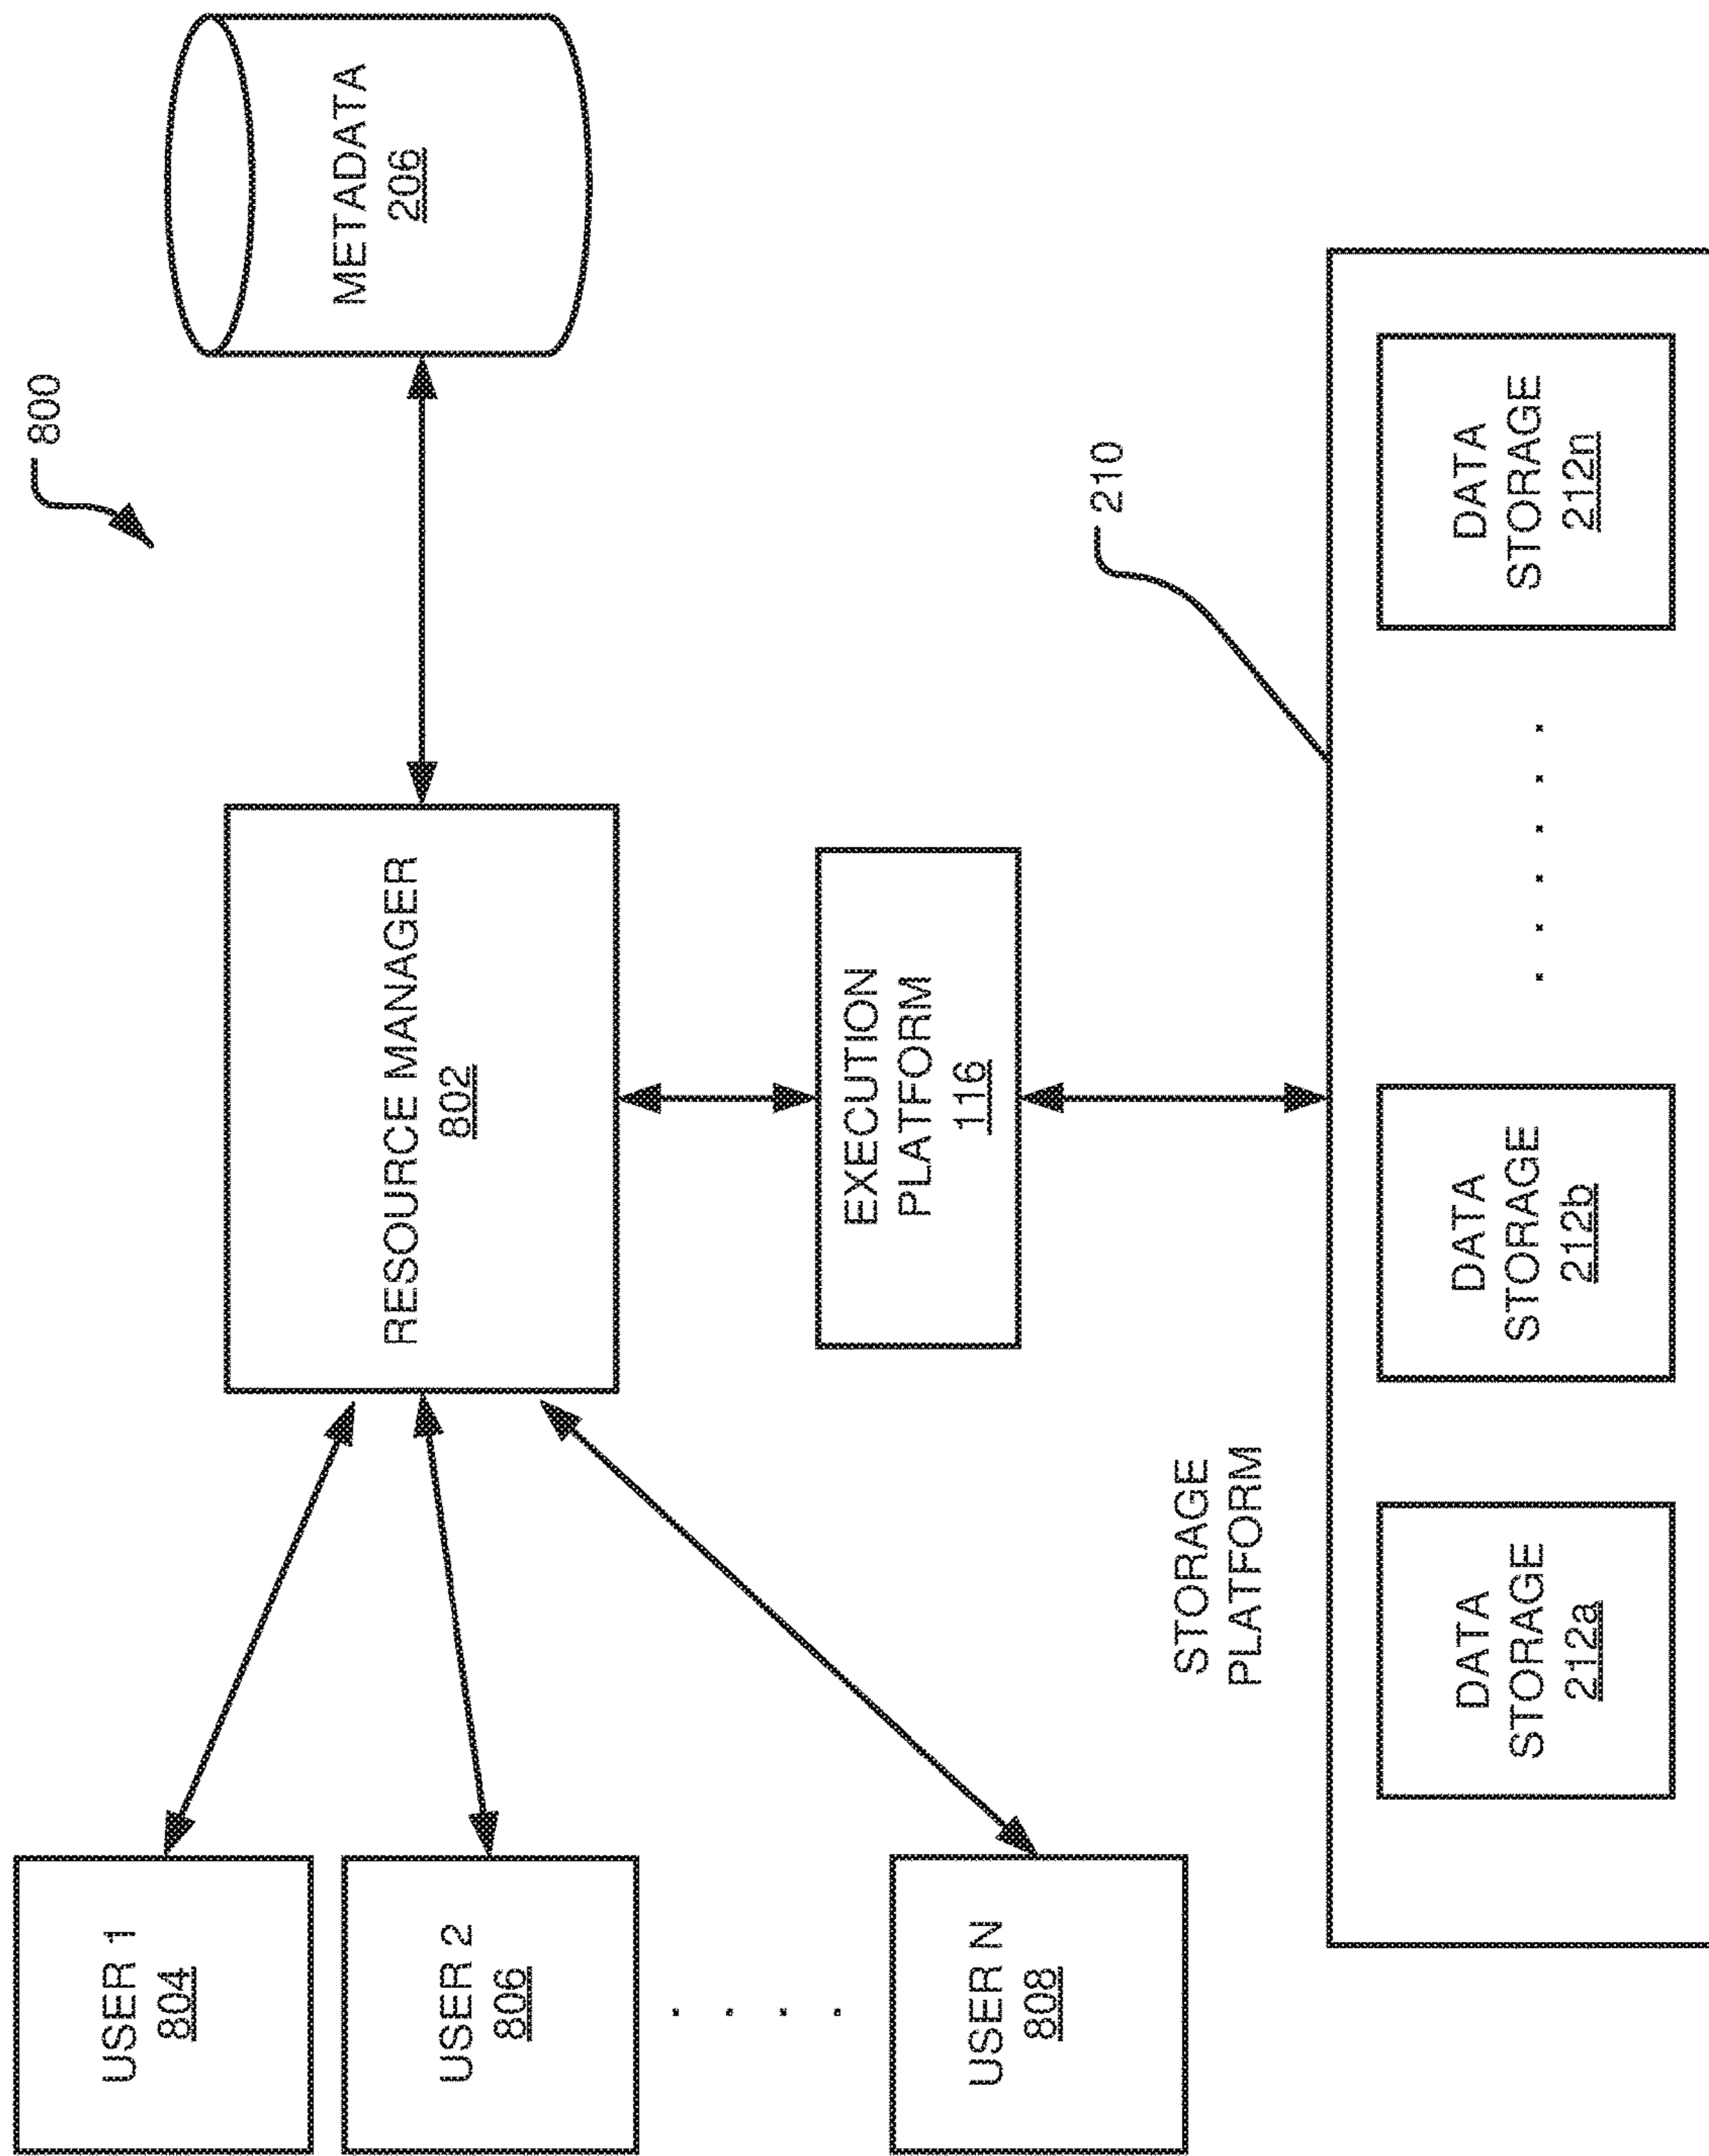 800
USER 1
804
USER 2
806
USER N
808
RESOURCE MANAGER
802
METADATA
206
EXECUTION
PLATFORM
116
STORAGE
PLATFORM
210
DATA
STORAGE
212a
DATA
STORAGE
212b
DATA
STORAGE
212n